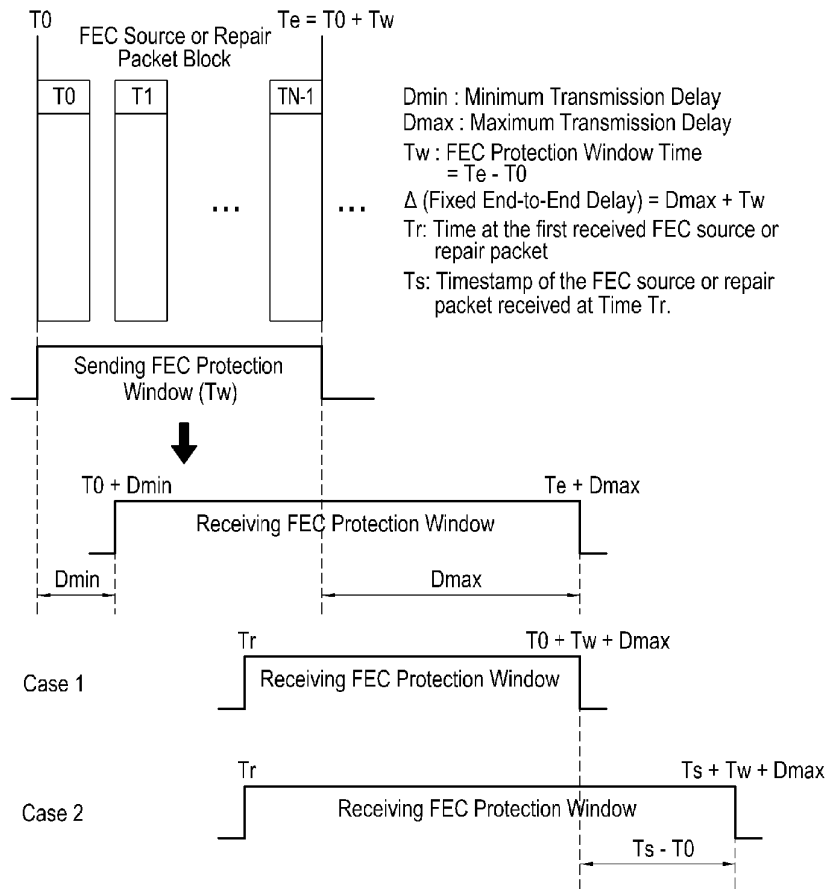 T0
Te = T0 + Tw
FEC Source or Repair
Packet Block
T0
T1
TN-1
...
...
Dmin : Minimum Transmission Delay
Dmax : Maximum Transmission Delay
Tw : FEC Protection Window Time
= Te - T0
Δ (Fixed End-to-End Delay) = Dmax + Tw
Tr: Time at the first received FEC source or
repair packet
Ts: Timestamp of the FEC source or repair
packet received at Time Tr.
Sending FEC Protection
Window (Tw)
T0 + Dmin
Te + Dmax
Receiving FEC Protection Window
Dmin
Dmax
Tr
T0 + Tw + Dmax
Case 1
Receiving FEC Protection Window
Tr
Ts + Tw + Dmax
Case 2
Receiving FEC Protection Window
Ts - T0